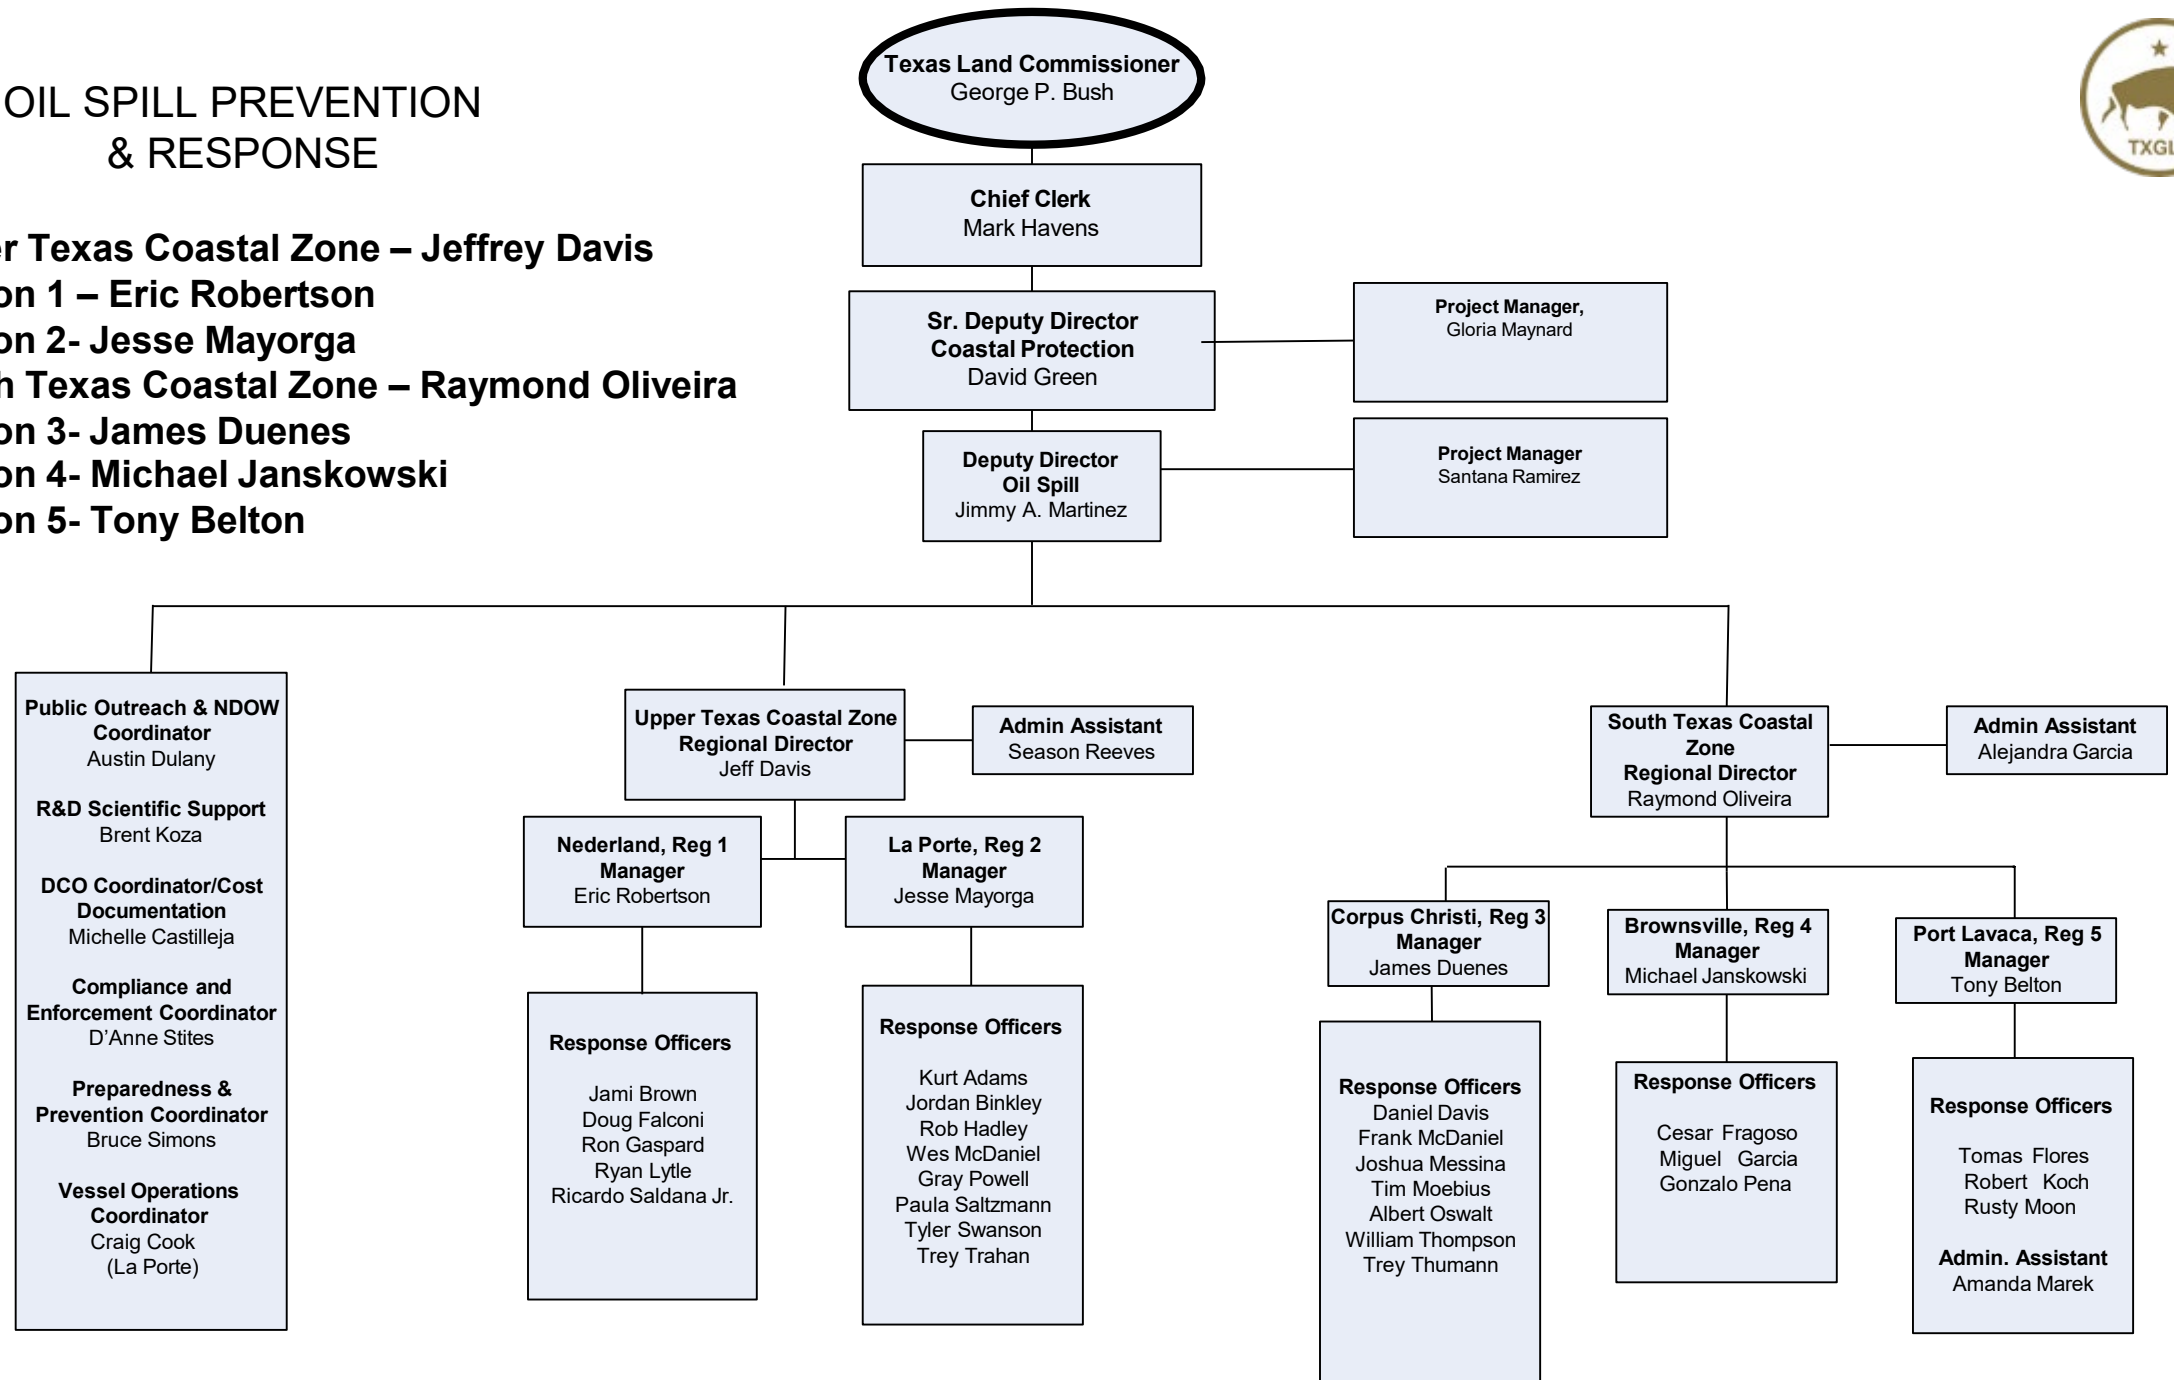 OIL SPILL PREVENTION
& RESPONSE
Texas Coastal Zone – Jeffrey Davis
1 – Eric Robertson
2- Jesse Mayorga
Texas Coastal Zone – Raymond Oliveira
3- James Duenes
4- Michael Janskowski
5- Tony Belton
Texas Land Commissioner
George P. Bush
Chief Clerk
Mark Havens
Sr. Deputy Director
Coastal Protection
David Green
Project Manager,
Gloria Maynard
Deputy Director
Oil Spill
Jimmy A. Martinez
Project Manager
Santana Ramirez
Public Outreach & NDOW
Coordinator
Austin Dulany
R&D Scientific Support
Brent Koza
DCO Coordinator/Cost
Documentation
Michelle Castilleja
Compliance and
Enforcement Coordinator
D’Anne Stites
Preparedness &
Prevention Coordinator
Bruce Simons
Vessel Operations
Coordinator
Craig Cook
(La Porte)
Upper Texas Coastal Zone
Regional Director
Jeff Davis
Admin Assistant
Season Reeves
Nederland, Reg 1
Manager
Eric Robertson
La Porte, Reg 2
Manager
Jesse Mayorga
Response Officers
Jami Brown
Doug Falconi
Ron Gaspard
Ryan Lytle
Ricardo Saldana Jr.
Response Officers
Kurt Adams
Jordan Binkley
Rob Hadley
Wes McDaniel
Gray Powell
Paula Saltzmann
Tyler Swanson
Trey Trahan
South Texas Coastal
Zone
Regional Director
Raymond Oliveira
Admin Assistant
Alejandra Garcia
Corpus Christi, Reg 3
Manager
James Duenes
Brownsville, Reg 4
Manager
Michael Janskowski
Port Lavaca, Reg 5
Manager
Tony Belton
Response Officers
Daniel Davis
Frank McDaniel
Joshua Messina
Tim Moebius
Albert Oswalt
William Thompson
Trey Thumann
Response Officers
Cesar Fragoso
Miguel Garcia
Gonzalo Pena
Response Officers
Tomas Flores
Robert Koch
Rusty Moon
Admin. Assistant
Amanda Marek